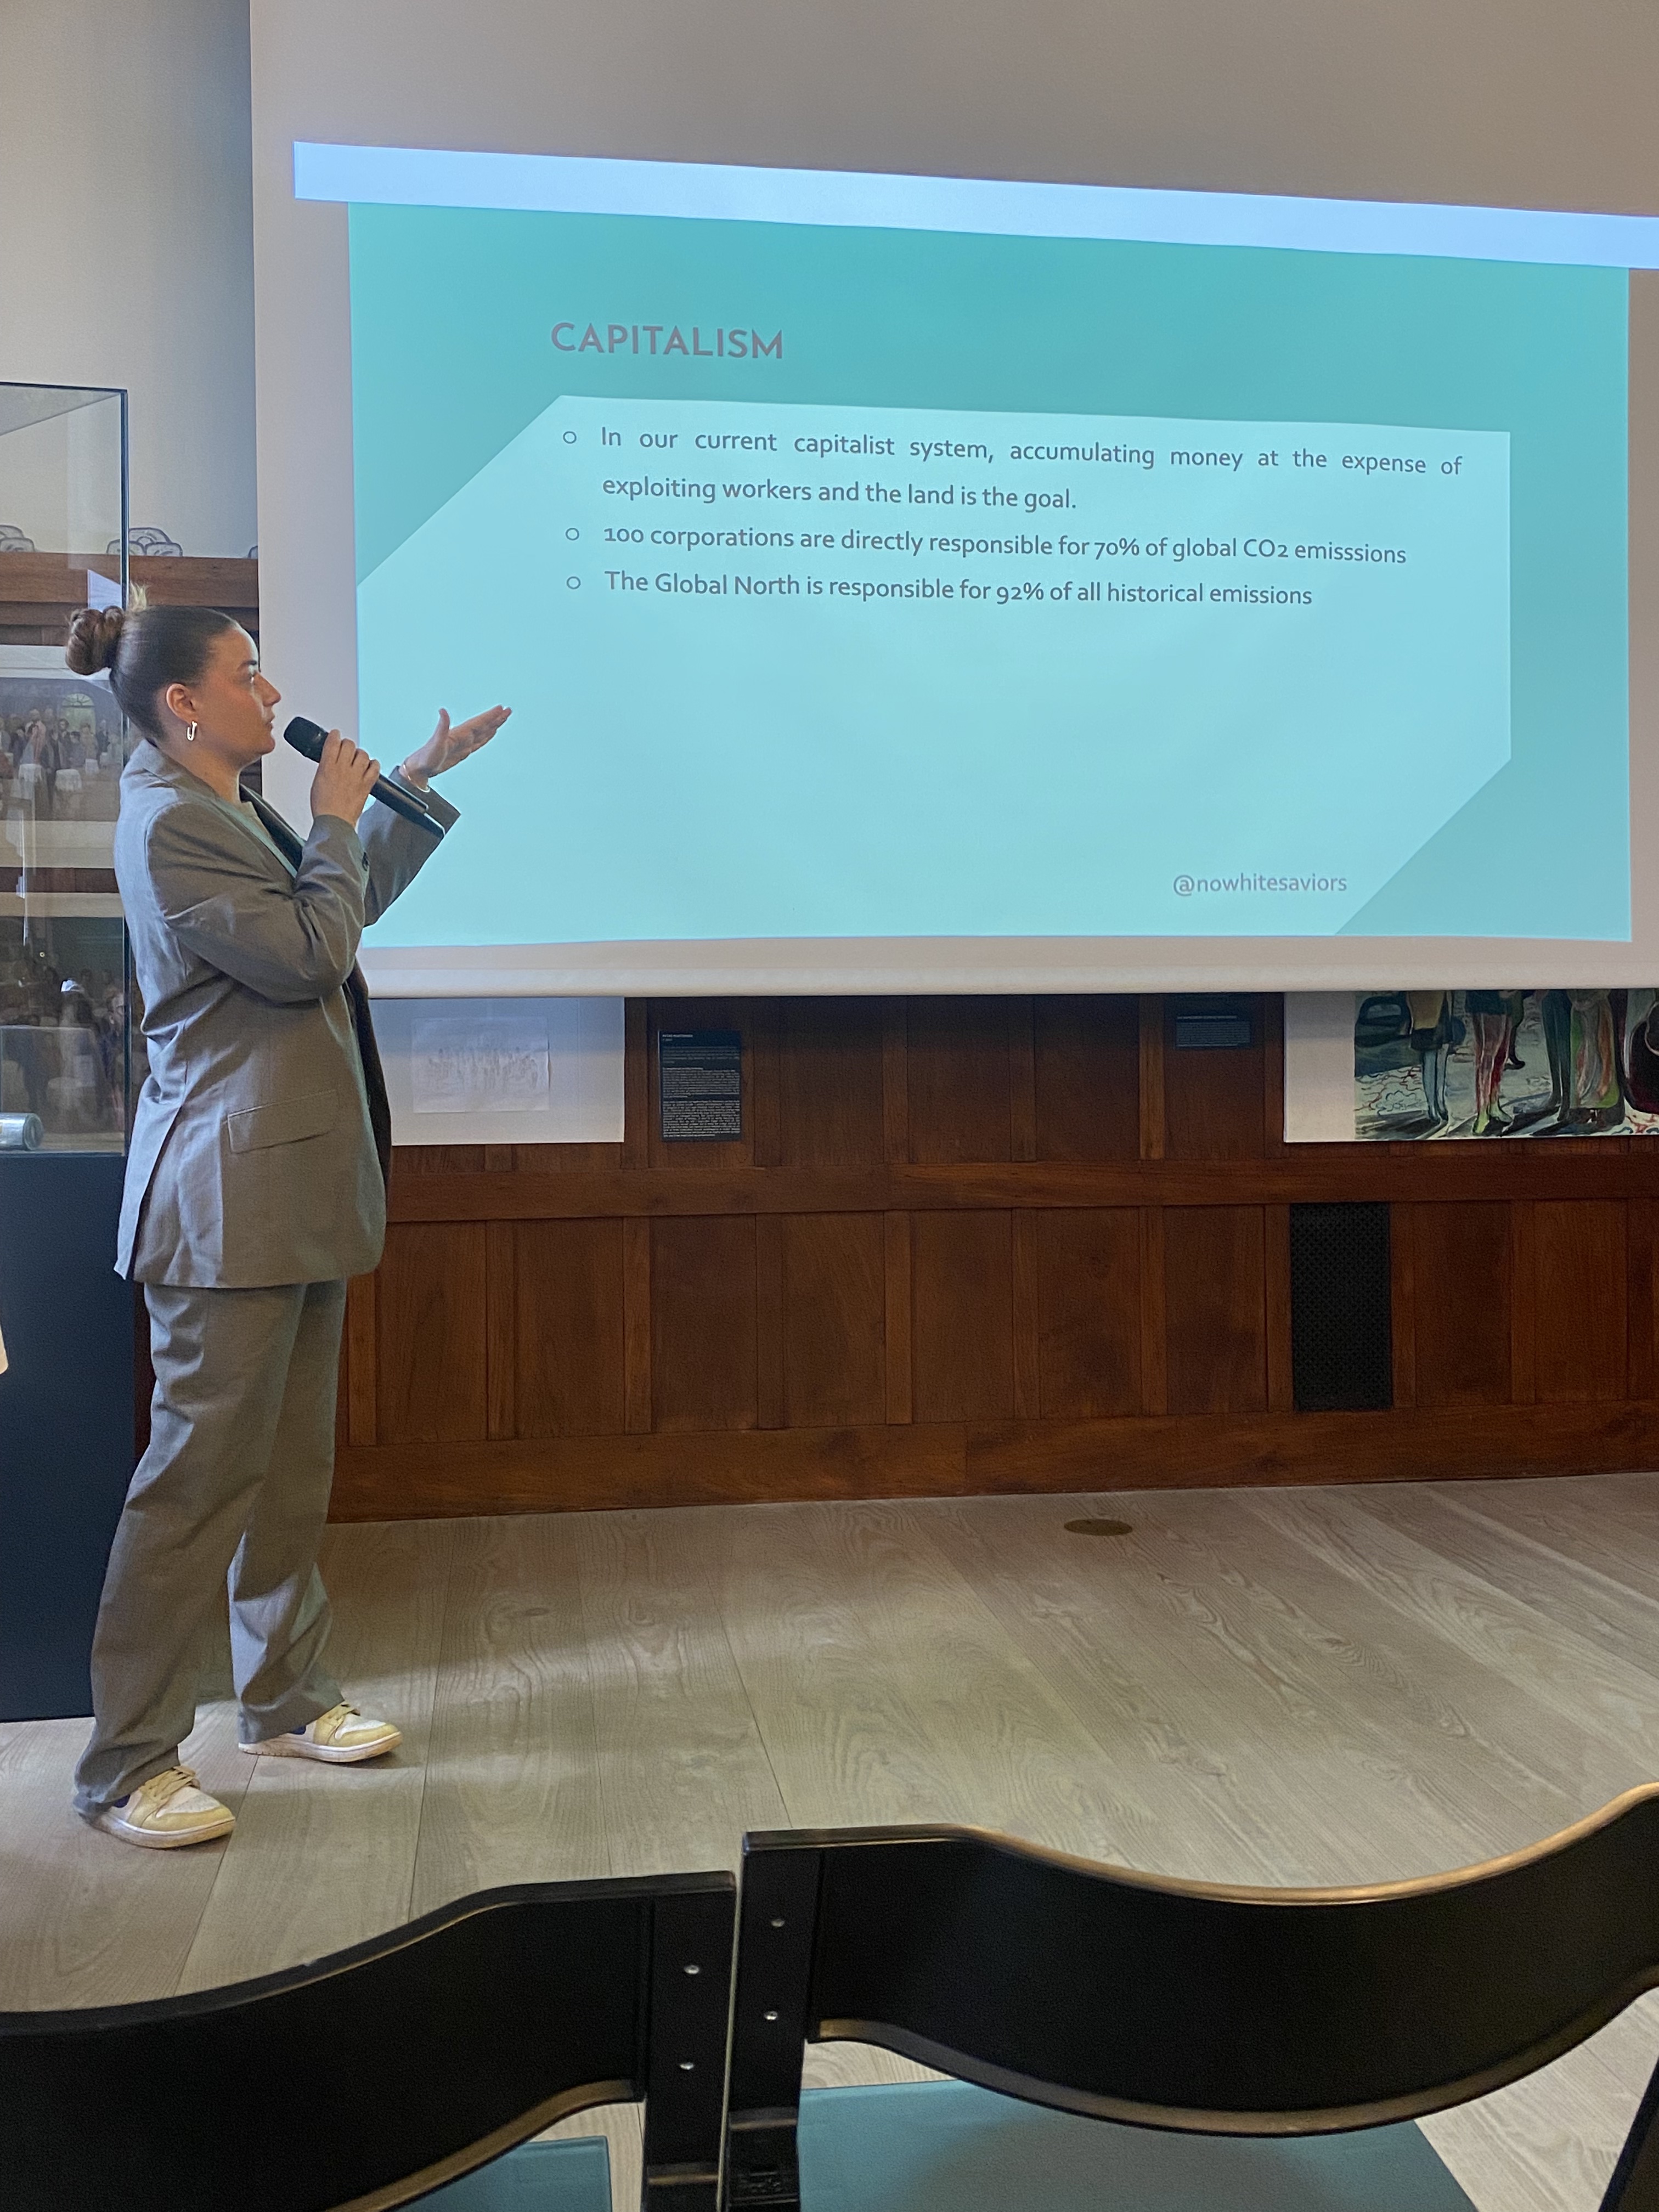 CAPITALISM
○ In our current capitalist system, accumulating money at the expense of
exploiting workers and the land is the goal.
○ 100 corporations are directly responsible for 70% of global CO2 emisssions
○ The Global North is responsible for 92% of all historical emissions
@nowhitesaviors